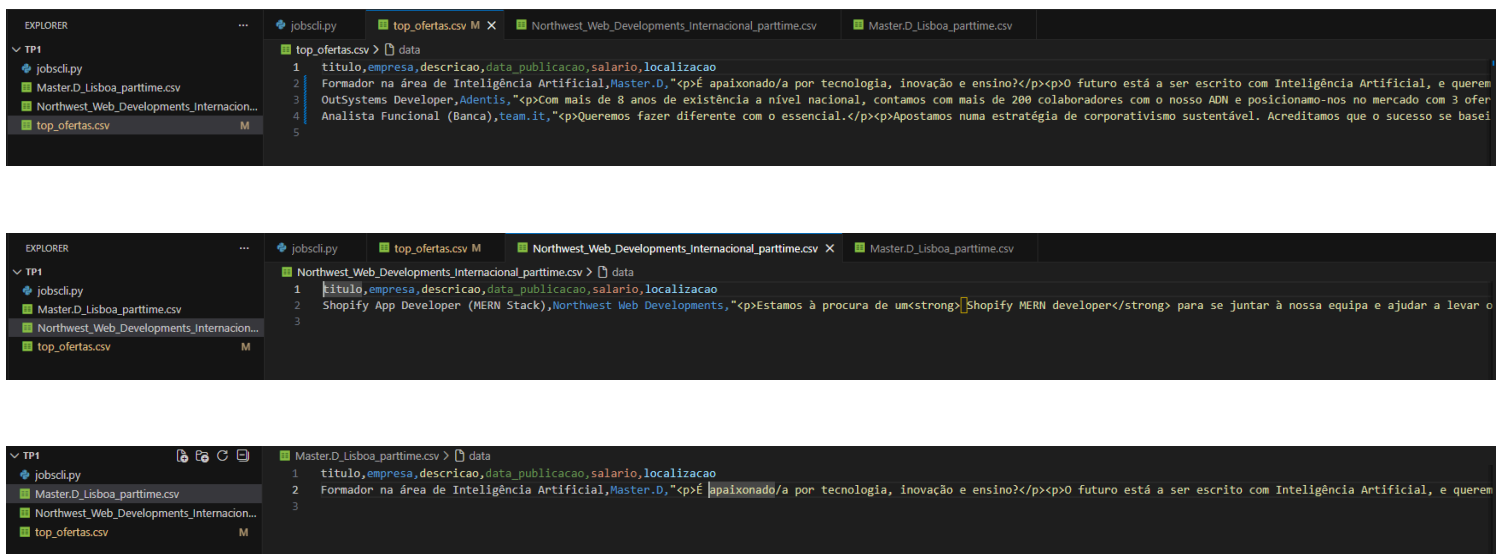 EXPLORER ··· jobscli.py top_ofertas.csv M Northwest_Web_Developments_Internacional_parttime.csv Master.D_Lisboa_parttime.csv
TP1 top_ofertas.csv > data
jobscli.py 1 titulo,empresa,descricao,data_publicacao,salario,localizacao
Master.D_Lisboa_parttime.csv 2 Formador na área de Inteligência Artificial,Master.D,"<p>É apaixonado/a por tecnologia, inovação e ensino?</p><p>O futuro está a ser escrito com Inteligência Artificial, e querem
Northwest_Web_Developments_Internacion... 3 OutSystems Developer,Adentis,"<p>Com mais de 8 anos de existência a nível nacional, contamos com mais de 200 colaboradores com o nosso ADN e posicionamo-nos no mercado com 3 ofer
top_ofertas.csv M 4 Analista Funcional (Banca),team.it,"<p>Queremos fazer diferente com o essencial.</p><p>Apostamos numa estratégia de corporativismo sustentável. Acreditamos que o sucesso se basei
5
EXPLORER ··· jobscli.py top_ofertas.csv M Northwest_Web_Developments_Internacional_parttime.csv Master.D_Lisboa_parttime.csv
TP1 Northwest_Web_Developments_Internacional_parttime.csv > data
jobscli.py 1 titulo,empresa,descricao,data_publicacao,salario,localizacao
Master.D_Lisboa_parttime.csv 2 Shopify App Developer (MERN Stack),Northwest Web Developments,"<p>Estamos à procura de um<strong> Shopify MERN developer</strong> para se juntar à nossa equipa e ajudar a levar o
Northwest_Web_Developments_Internacion... 3
top_ofertas.csv M
TP1 Master.D_Lisboa_parttime.csv > data
jobscli.py 1 titulo,empresa,descricao,data_publicacao,salario,localizacao
Master.D_Lisboa_parttime.csv 2 Formador na área de Inteligência Artificial,Master.D,"<p>É apaixonado/a por tecnologia, inovação e ensino?</p><p>O futuro está a ser escrito com Inteligência Artificial, e querem
Northwest_Web_Developments_Internacion... 3
top_ofertas.csv M